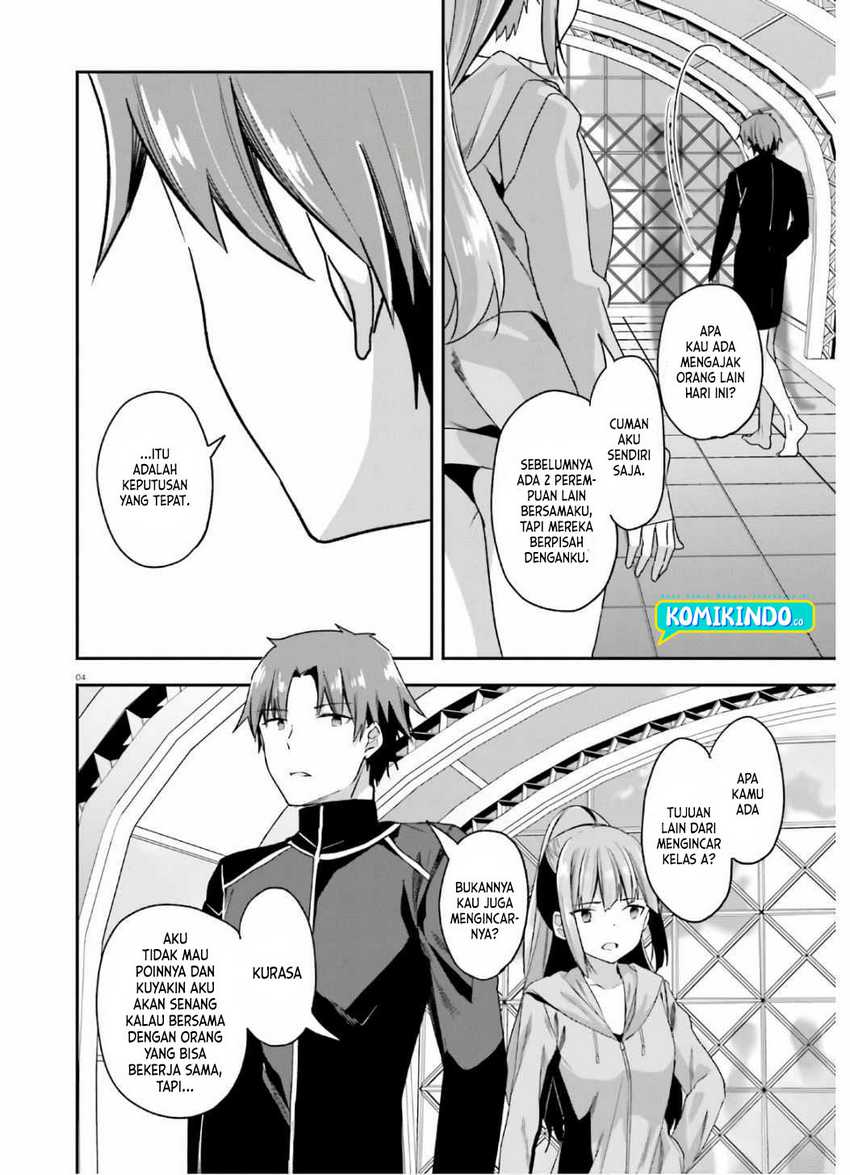 APA
KAU ADA
MENGAJAK
ORANG LAIN
HARI INI?
CUMAN
AKU
SENDIRI
SAJA.
SEBELUMNYA
ADA 2 PEREM-
PUAN LAIN
BERSAMAKU,
TAPI MEREKA
BERPISAH
DENGANKU.
...ITU
ADALAH
KEPUTUSAN
YANG TEPAT.
KOMIKINDO.co
04
APA
KAMU
ADA
TUJUAN
LAIN DARI
MENGINCAR
KELAS A?
BUKANNYA
KAU JUGA
MENGINCAR-
NYA?
KURASA
AKU
TIDAK MAU
POINNYA DAN
KUYAKIN AKU
AKAN SENANG
KALAU BERSAMA
DENGAN ORANG
YANG BISA
BEKERJA SAMA,
TAPI...